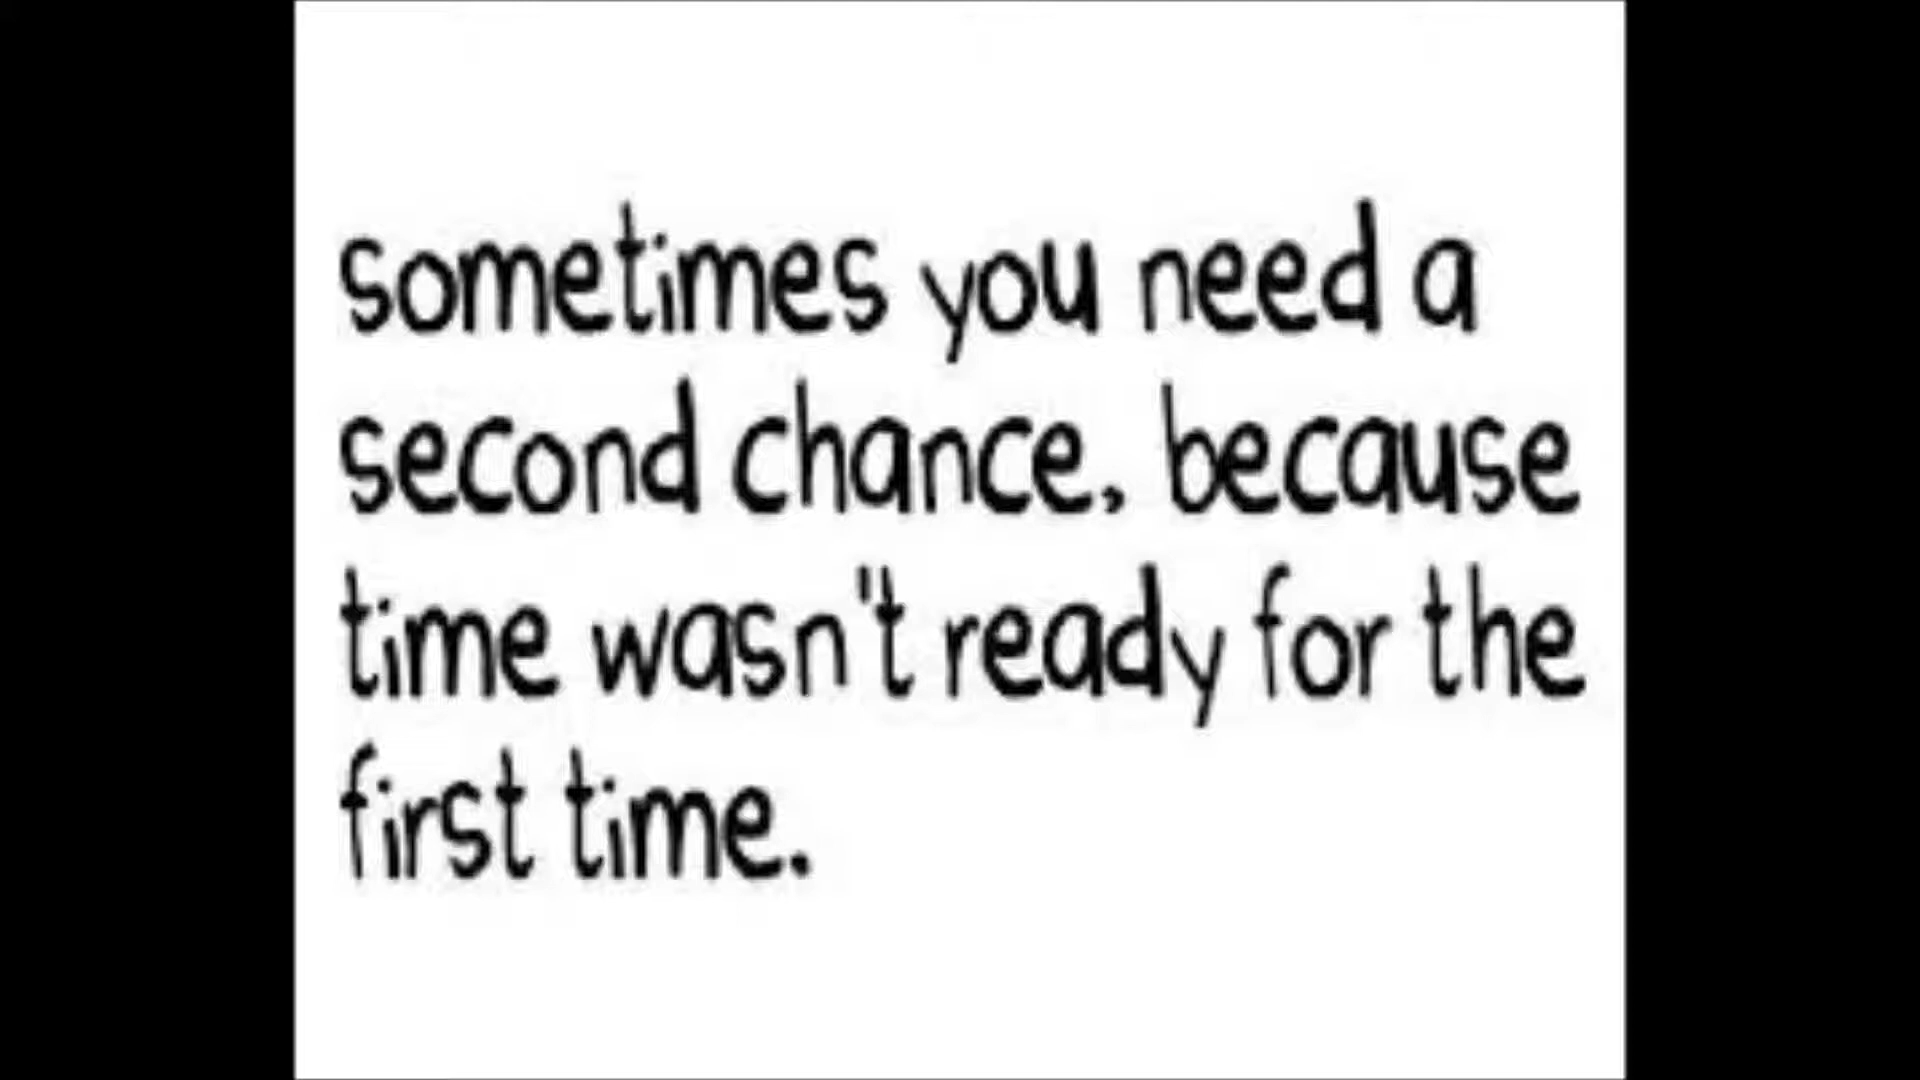 sometimes you need a
second chance, because
time wasn't ready for the
first time.